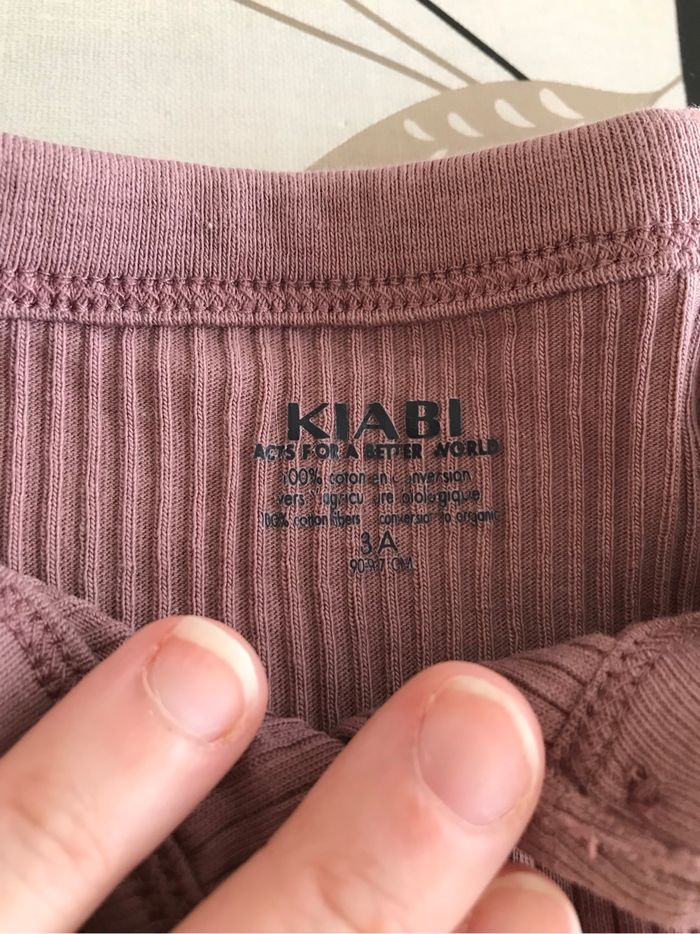 KIABI
ACTS FOR A BETTER WORLD
100% coton en conversion
vers l'agriculture biologique
100% cotton fibers conversion to organic
3A
90-97 CM